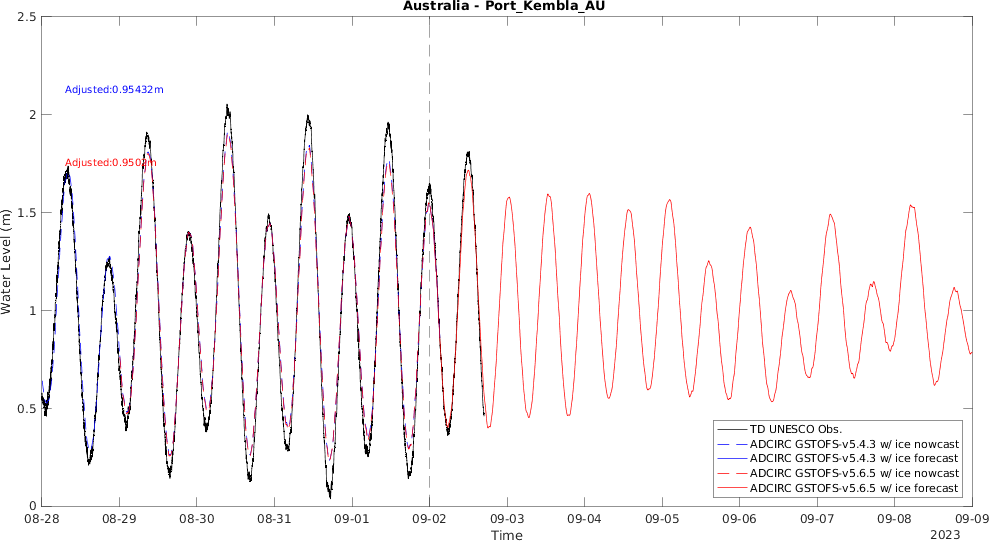 Australia - Port_Kembla_AU
2.5
2
1.5
1
0.5
0
Water Level (m)
Adjusted:0.95432m
08-28
08-29
08-30
08-31
09-01
09-02
09-03
09-04
09-05
09-06
09-07
09-08
09-09
Time
2023
TD UNESCO Obs.
ADCIRC GSTOFS-v5.4.3 w/ ice nowcast
ADCIRC GSTOFS-v5.4.3 w/ ice forecast
ADCIRC GSTOFS-v5.6.5 w/ ice nowcast
ADCIRC GSTOFS-v5.6.5 w/ ice forecast